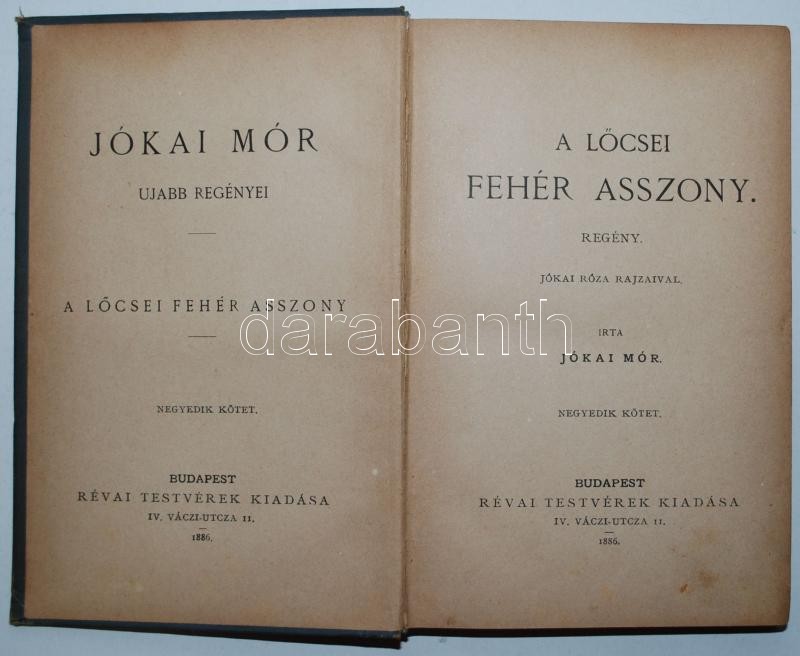 JÓKAI MÓR
UJABB REGÉNYEI
A LŐCSEI FEHÉR ASSZONY
NEGYEDIK KÖTET.
BUDAPEST
RÉVAI TESTVÉREK KIADÁSA
IV. VÁCZI-UTCZA 11.
1886.
A LŐCSEI
FEHÉR ASSZONY.
REGÉNY.
JÓKAI RÓZA RAJZAIVAL.
IRTA
JÓKAI MÓR.
NEGYEDIK KÖTET.
BUDAPEST
RÉVAI TESTVÉREK KIADÁSA
IV. VÁCZI-UTCZA 11.
1886.
darabanth